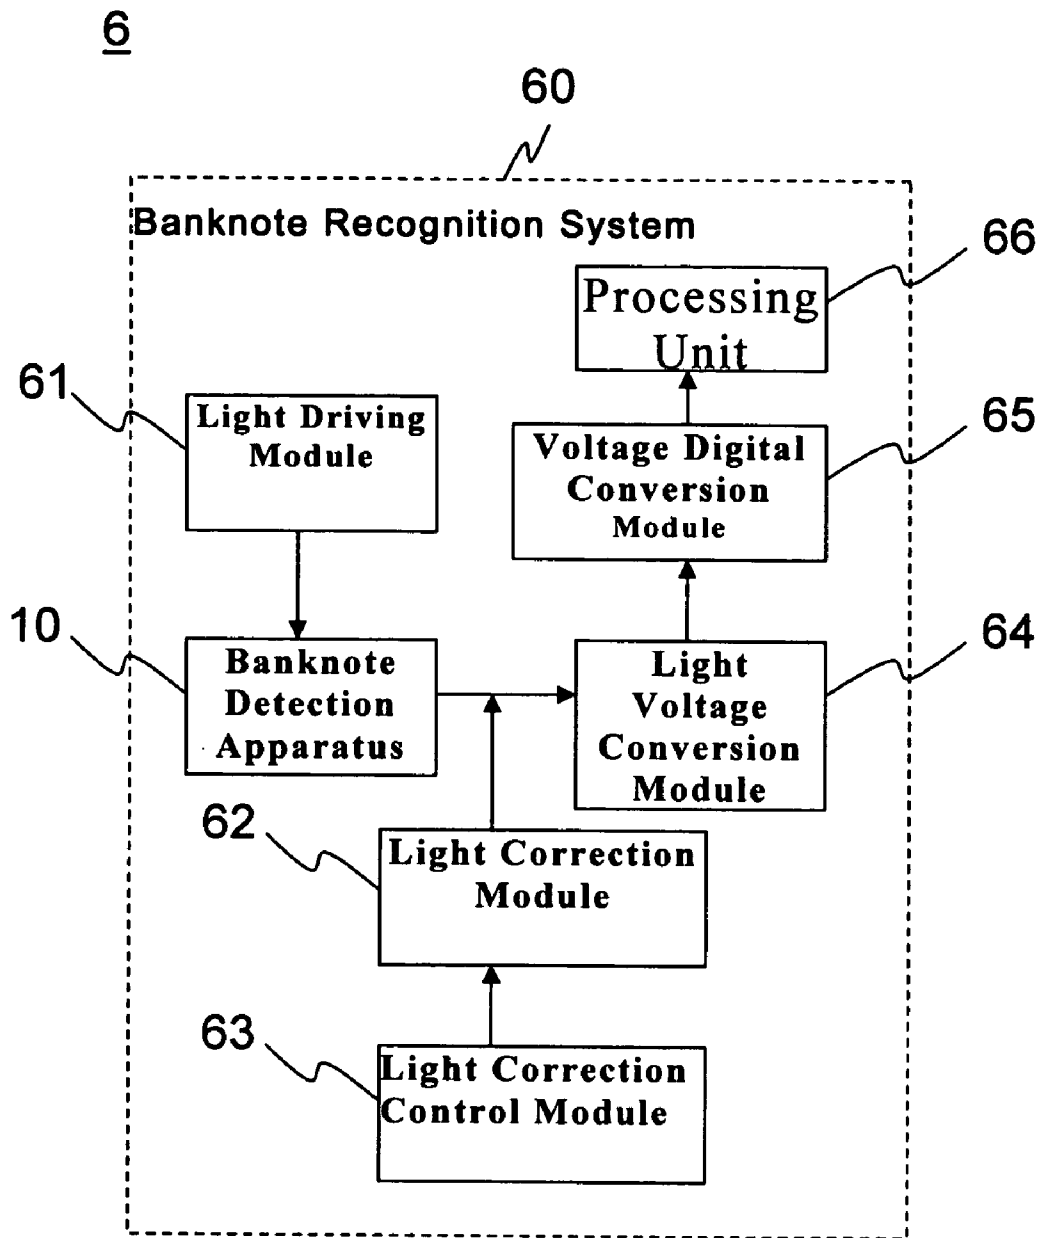 6
60
Banknote Recognition System
66
Processing
Unit
61
Light Driving
Module
65
Voltage Digital
Conversion
Module
10
Banknote
Detection
Apparatus
64
Light
Voltage
Conversion
Module
62
Light Correction
Module
63
Light Correction
Control Module